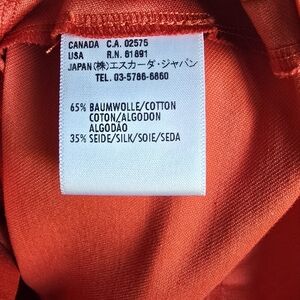 CANADA C.A. 02575
USA R.N. 81891
JAPAN (株)エスカーダ・ジャパン
TEL. 03-5786-6860
65% BAUMWOLLE/COTTON
COTON/ALGODON
ALGODÃO
35% SEIDE/SILK/SOIE/SEDA